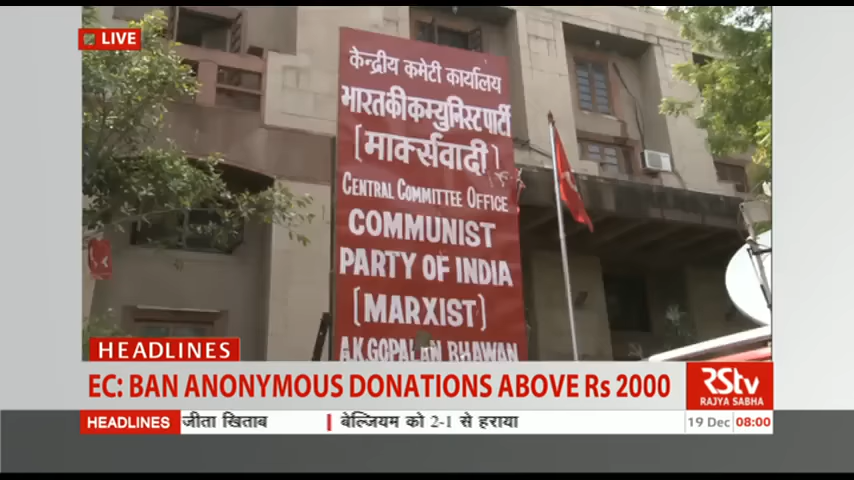 LIVE
केन्द्रीय कमेटी कार्यालय
भारत की कम्युनिस्ट पार्टी
[मार्क्सवादी]
CENTRAL COMMITTEE OFFICE
COMMUNIST
PARTY OF INDIA
[MARXIST]
A.K.GOPALAN BHAWAN
HEADLINES
EC: BAN ANONYMOUS DONATIONS ABOVE Rs 2000
RStv
RAJYA SABHA
HEADLINES जीता खिताब | बेल्जियम को 2-1 से हराया 19 Dec 08:00